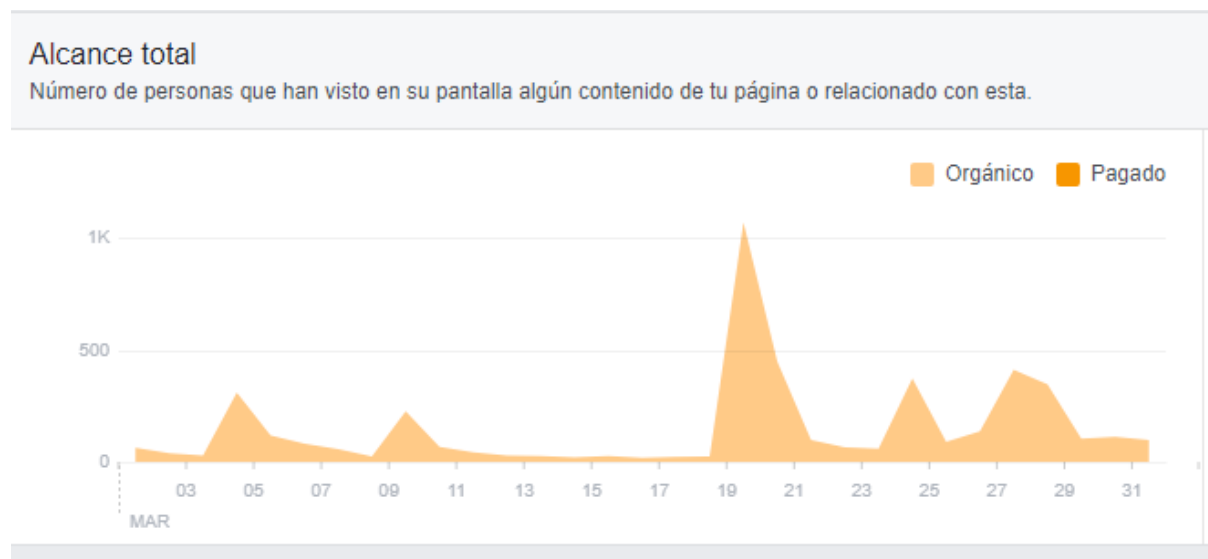 Alcance total
Número de personas que han visto en su pantalla algún contenido de tu página o relacionado con esta.
Orgánico Pagado
1K
500
0
03 05 07 09 11 13 15 17 19 21 23 25 27 29 31
MAR